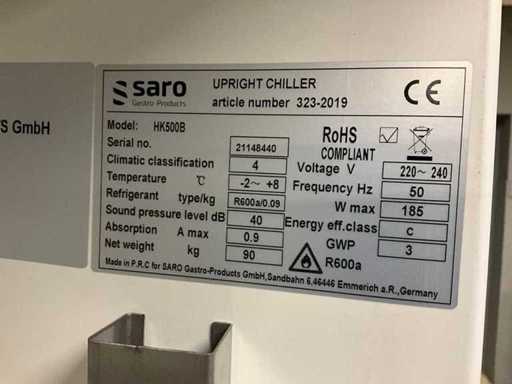 S GmbH
saro
Gastro-Products
UPRIGHT CHILLER
article number 323-2019
CE
Model: HK500B
Serial no. 21148440
Climatic classification 4
Temperature °C -2~ +8
Refrigerant type/kg R600a/0.09
Sound pressure level dB 40
Absorption A max 0.9
Net weight kg 90
RoHS
COMPLIANT
Voltage V 220~ 240
Frequency Hz 50
W max 185
Energy eff.class c
GWP 3
R600a
Made in P.R.C for SARO Gastro-Products GmbH,Sandbahn 6,46446 Emmerich a.R.,Germany